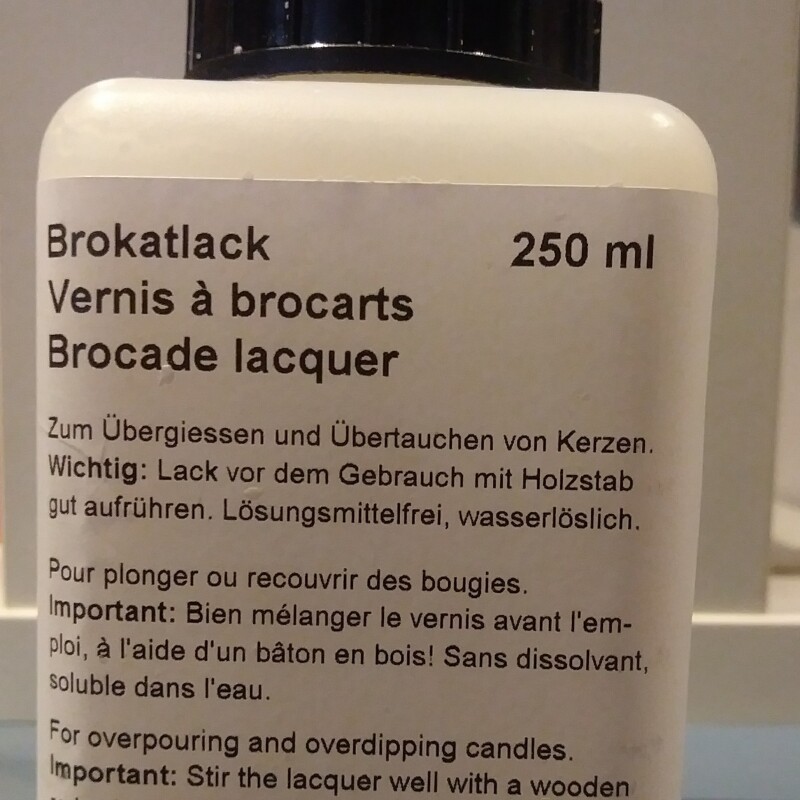 Brokatlack 250 ml
Vernis à brocarts
Brocade lacquer
Zum Übergiessen und Übertauchen von Kerzen.
Wichtig: Lack vor dem Gebrauch mit Holzstab
gut aufrühren. Lösungsmittelfrei, wasserlöslich.
Pour plonger ou recouvrir des bougies.
Important: Bien mélanger le vernis avant l'em-
ploi, à l'aide d'un bâton en bois! Sans dissolvant,
soluble dans l'eau.
For overpouring and overdipping candles.
Important: Stir the lacquer well with a wooden